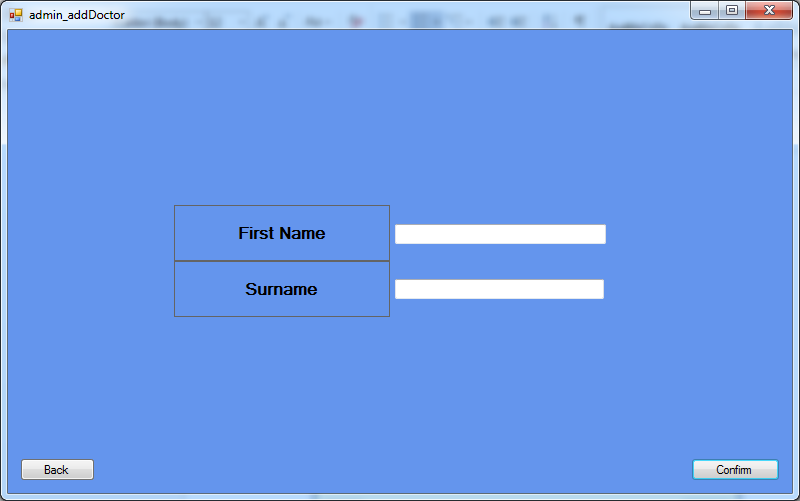 admin_addDoctor
First Name
Surname
Back
Confirm